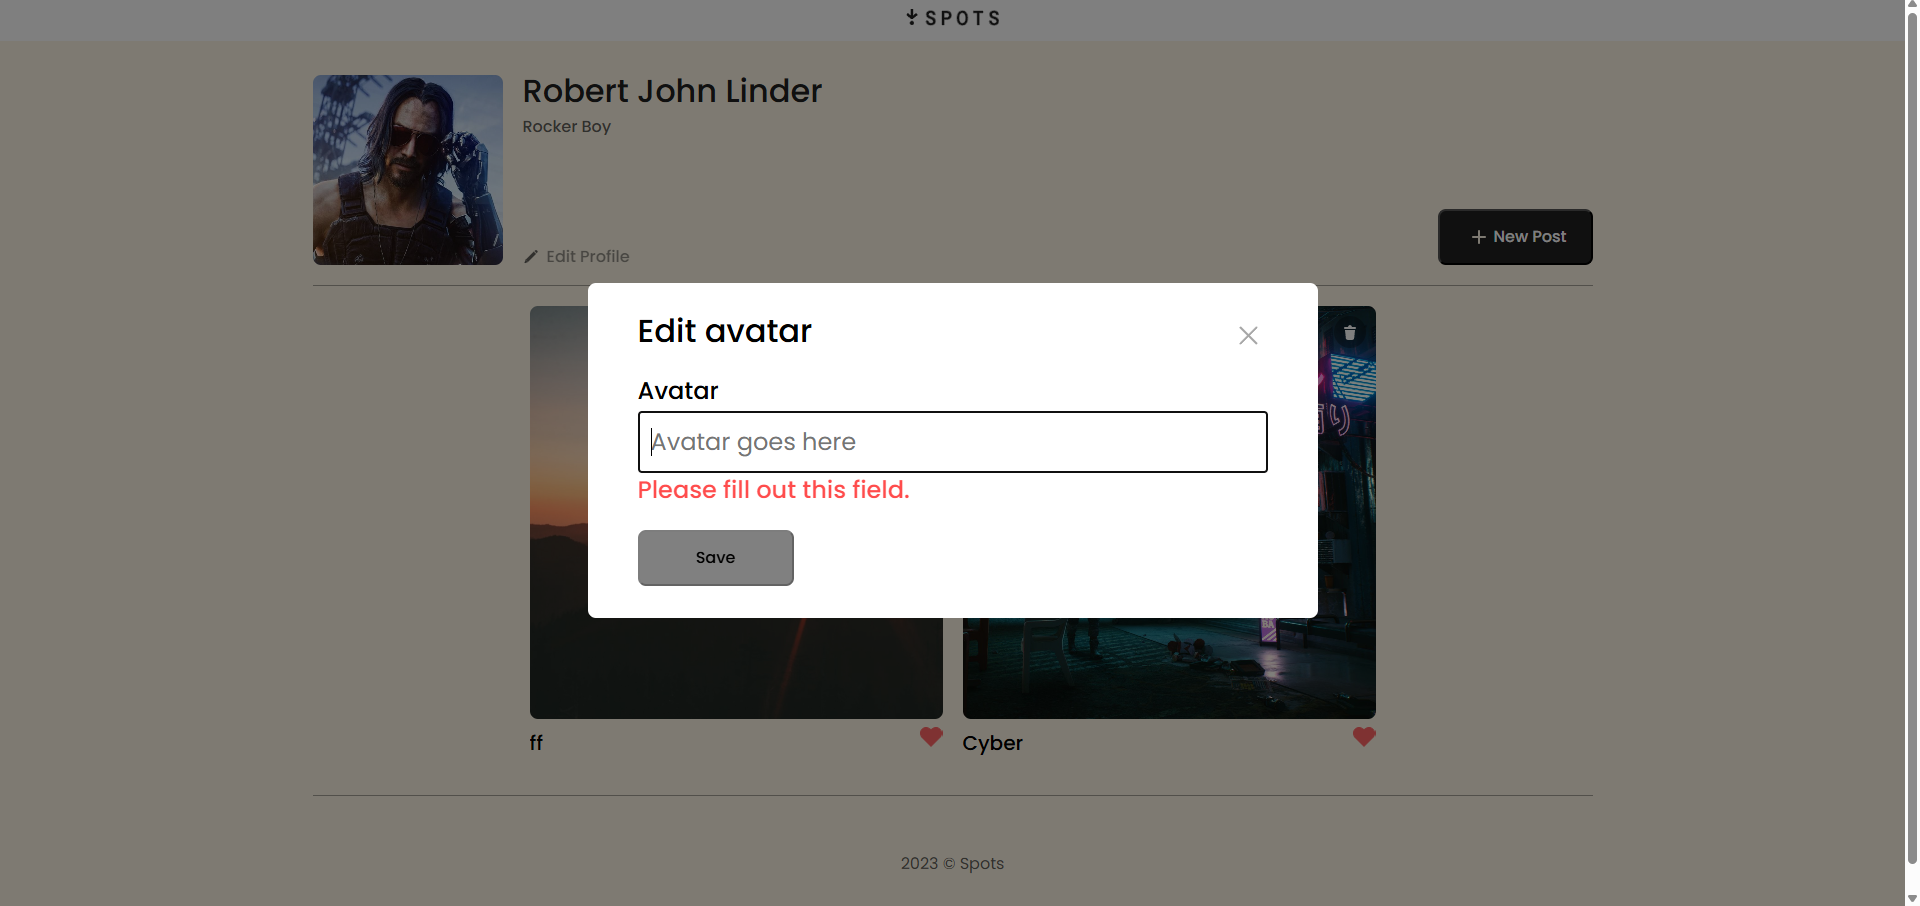 SPOTS
Robert John Linder
Rocker Boy
Edit Profile
New Post
Edit avatar
Avatar
Avatar goes here
Please fill out this field.
Save
BA
ff
Cyber
2023 © Spots